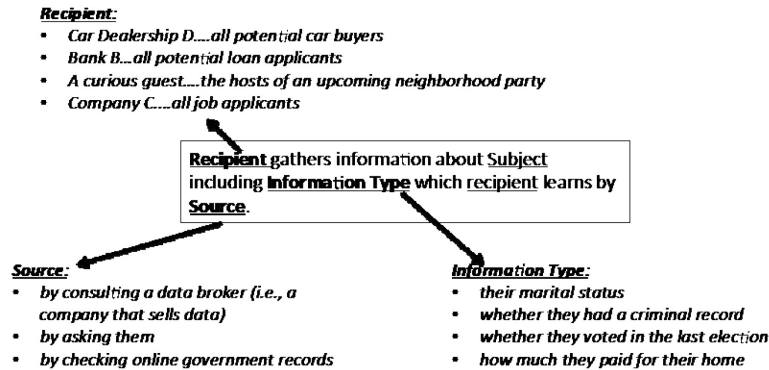 Recipient:
• Car Dealership D....all potential car buyers
• Bank B...all potential loan applicants
• A curious guest....the hosts of an upcoming neighborhood party
• Company C....all job applicants
Recipient gathers information about Subject
including Information Type which recipient learns by
Source.
Source:
• by consulting a data broker (i.e., a
company that sells data)
• by asking them
• by checking online government records
Information Type:
• their marital status
• whether they had a criminal record
• whether they voted in the last election
• how much they paid for their home